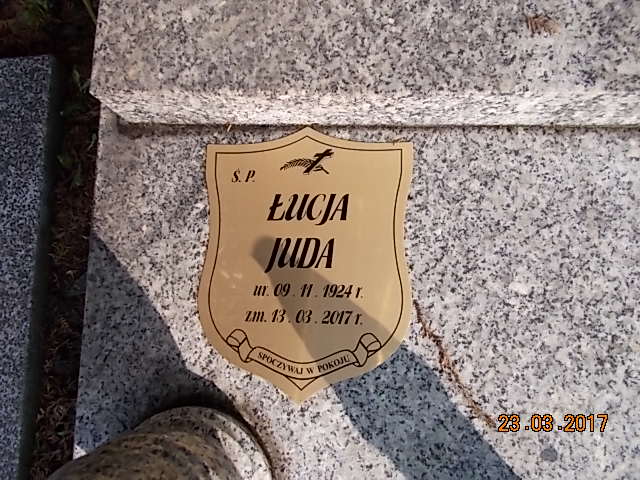 Ś. P.
ŁUCJA
JUDA
ur. 09 . 11 . 1924 r.
zm. 13 . 03 . 2017 r.
SPOCZYWAJ W POKOJU
23.03.2017